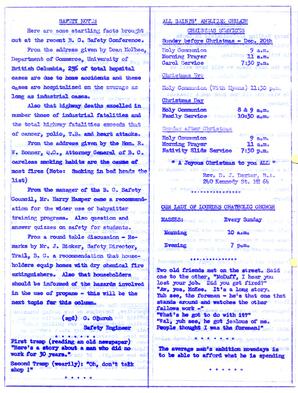 SAFETY NOTES
Here are some startling facts brought
out at the recent B. C. Safety Conference.
From the address given by Dean
Department of Commerce, University of
British Columbia, 25% of total hospital
cases are due to home accidents and these
cases are hospitalized on the average as
long as industrial cases.
Also that highway deaths excelled in
number those of industrial fatalities and
the total highway fatalities exceeds that
of cancer, polio, T.B. and heart attacks.
From the address given by the Hon. R.
W. Bonner, Q.C., Attorney General of B. C.
careless smoking habits are the cause of
most fires (Note: Smoking in bed heads the
list)
From the manager of the B. C. Safety
Council, Mr. Harry Hamper came a recommend-
ation for the wider use of babysitter
training programs. Also question and
answer quizzes on safety for students.
From a round table discussion - Re-
marks by Mr. J. Bicker, Safety Director,
Trail, B. C. a recommendation that house-
holders equip homes with dry chemical fire
extinguishers. Also that householders
should be informed of the hazards involved
in the use of propane - this will be the
next topic for this column.
(sgd) G.
Safety Engineer
First tramp (reading an old newspaper)
"Here's a story about a man who did no
work for 30 years."
Second Tramp (wearily): "Oh, don't talk
shop!"
ALL SAINTS' ANGLICAN CHURCH
CHRISTMAS SERVICES
Sunday before Christmas - Dec. 20th
Holy Communion 9 a.m.
Morning Prayer 11 a.m.
Carol Service 7:30 p.m.
Christmas Eve
Holy Communion (With Hymns) 11:30 p.m.
Christmas Day
Holy Communion 8 & 9 a.m.
Family Service 10:30 a.m.
Sunday after Christmas
Holy Communion 9 a.m.
Morning Prayer 11 a.m.
Nativity Slide Service 7:30 p.m.
"A Joyous Christmas to you ALL"
Rev. D. J.
240 Kennedy St.
OUR LADY OF LOURDES CATHOLIC CHURCH
MASSES: Every Sunday
Morning 10 a.m.
Evening 7 p.m.
Two old friends met on the street. Said
one to the other, "McDuff, I hear you
lost your job. Did you get fired?"
"Ay, yus, McKee. It's a long story.
Yuh see, the foreman - he's that one that
stands around and watches the other
fallows work -"
"What's he got to do with it?"
"Wal, yuh see, he got jealous of me.
People thought I was the foreman!"
The average man's ambition nowadays is
to be able to afford what he is spending